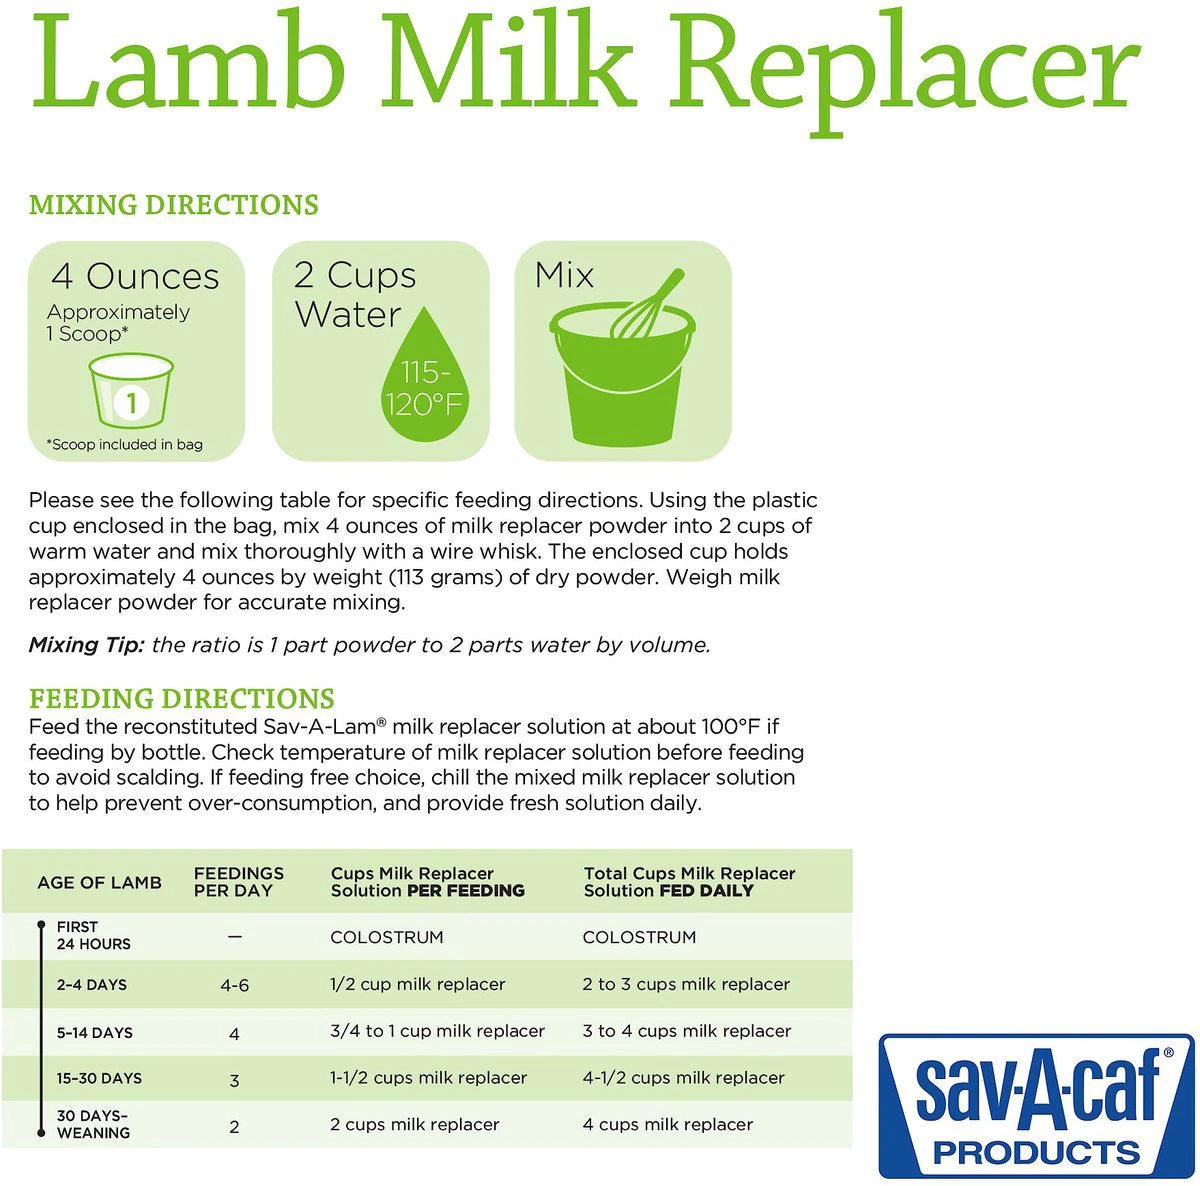 Lamb Milk Replacer
MIXING DIRECTIONS
4 Ounces
Approximately
1 Scoop*
1
*Scoop included in bag
2 Cups
Water
115-
120°F
Mix
Please see the following table for specific feeding directions. Using the plastic
cup enclosed in the bag, mix 4 ounces of milk replacer powder into 2 cups of
warm water and mix thoroughly with a wire whisk. The enclosed cup holds
approximately 4 ounces by weight (113 grams) of dry powder. Weigh milk
replacer powder for accurate mixing.
Mixing Tip: the ratio is 1 part powder to 2 parts water by volume.
FEEDING DIRECTIONS
Feed the reconstituted Sav-A-Lam® milk replacer solution at about 100°F if
feeding by bottle. Check temperature of milk replacer solution before feeding
to avoid scalding. If feeding free choice, chill the mixed milk replacer solution
to help prevent over-consumption, and provide fresh solution daily.
AGE OF LAMB
FEEDINGS
PER DAY
Cups Milk Replacer
Solution PER FEEDING
Total Cups Milk Replacer
Solution FED DAILY
FIRST
24 HOURS
—
COLOSTRUM
COLOSTRUM
2-4 DAYS
4-6
1/2 cup milk replacer
2 to 3 cups milk replacer
5-14 DAYS
4
3/4 to 1 cup milk replacer
3 to 4 cups milk replacer
15-30 DAYS
3
1-1/2 cups milk replacer
4-1/2 cups milk replacer
30 DAYS-
WEANING
2
2 cups milk replacer
4 cups milk replacer
sav-A-caf®
PRODUCTS